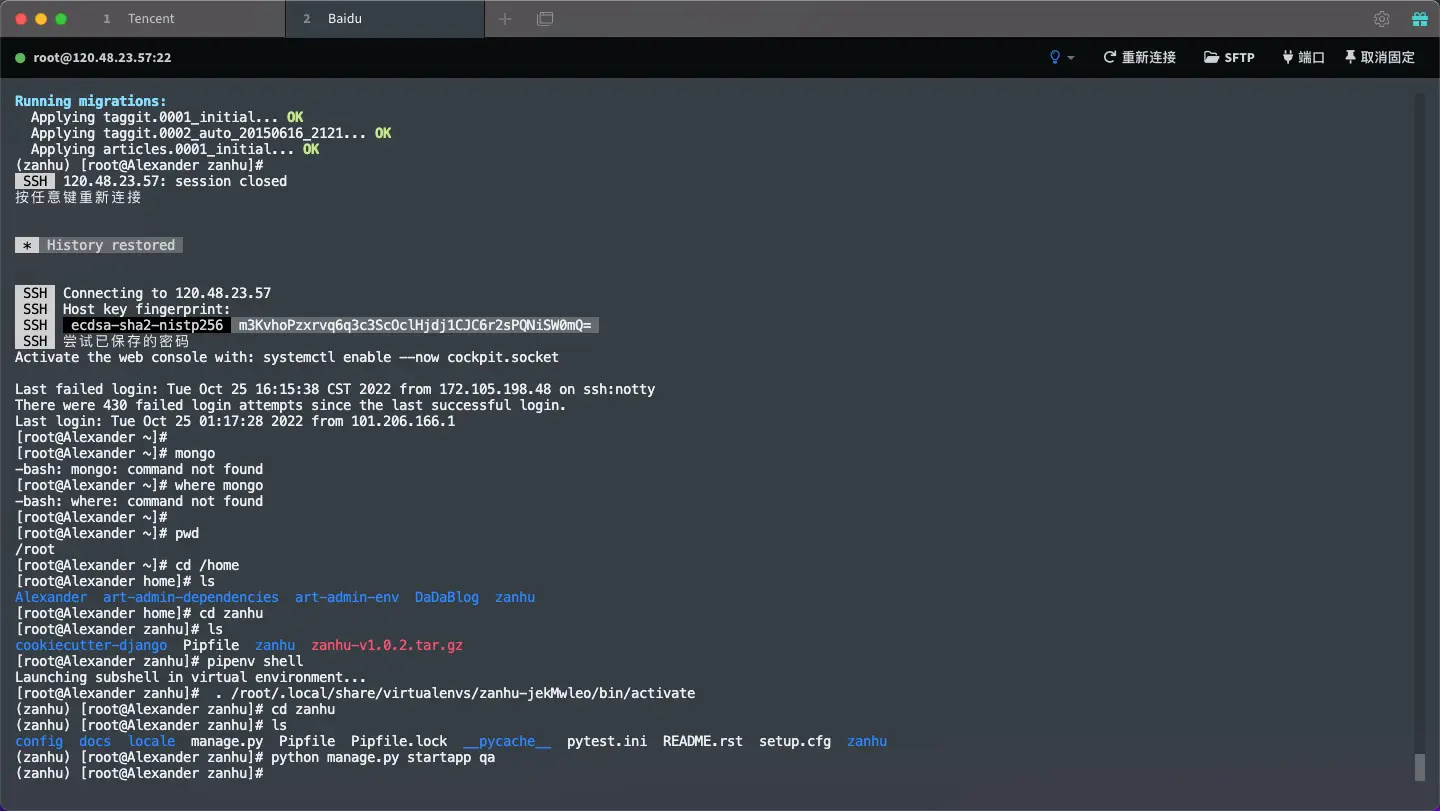 1 Tencent 2 Baidu
root@120.48.23.57:22 重新连接 SFTP 端口 取消固定
Running migrations:
Applying taggit.0001_initial... OK
Applying taggit.0002_auto_20150616_2121... OK
Applying articles.0001_initial... OK
(zanhu) [root@Alexander zanhu]#
SSH 120.48.23.57: session closed
按任意键重新连接
* History restored
SSH Connecting to 120.48.23.57
SSH Host key fingerprint:
SSH ecdsa-sha2-nistp256 m3KvhoPzxrvq6q3c3ScOclHjdj1CJC6r2sPQNiSW0mQ=
SSH 尝试已保存的密码
Activate the web console with: systemctl enable --now cockpit.socket
Last failed login: Tue Oct 25 16:15:38 CST 2022 from 172.105.198.48 on ssh:notty
There were 430 failed login attempts since the last successful login.
Last login: Tue Oct 25 01:17:28 2022 from 101.206.166.1
[root@Alexander ~]#
[root@Alexander ~]# mongo
-bash: mongo: command not found
[root@Alexander ~]# where mongo
-bash: where: command not found
[root@Alexander ~]#
[root@Alexander ~]# pwd
/root
[root@Alexander ~]# cd /home
[root@Alexander home]# ls
Alexander art-admin-dependencies art-admin-env DaDaBlog zanhu
[root@Alexander home]# cd zanhu
[root@Alexander zanhu]# ls
cookiecutter-django Pipfile zanhu zanhu-v1.0.2.tar.gz
[root@Alexander zanhu]# pipenv shell
Launching subshell in virtual environment...
[root@Alexander zanhu]# . /root/.local/share/virtualenvs/zanhu-jekMwleo/bin/activate
(zanhu) [root@Alexander zanhu]# cd zanhu
(zanhu) [root@Alexander zanhu]# ls
config docs locale manage.py Pipfile Pipfile.lock __pycache__ pytest.ini README.rst setup.cfg zanhu
(zanhu) [root@Alexander zanhu]# python manage.py startapp qa
(zanhu) [root@Alexander zanhu]#